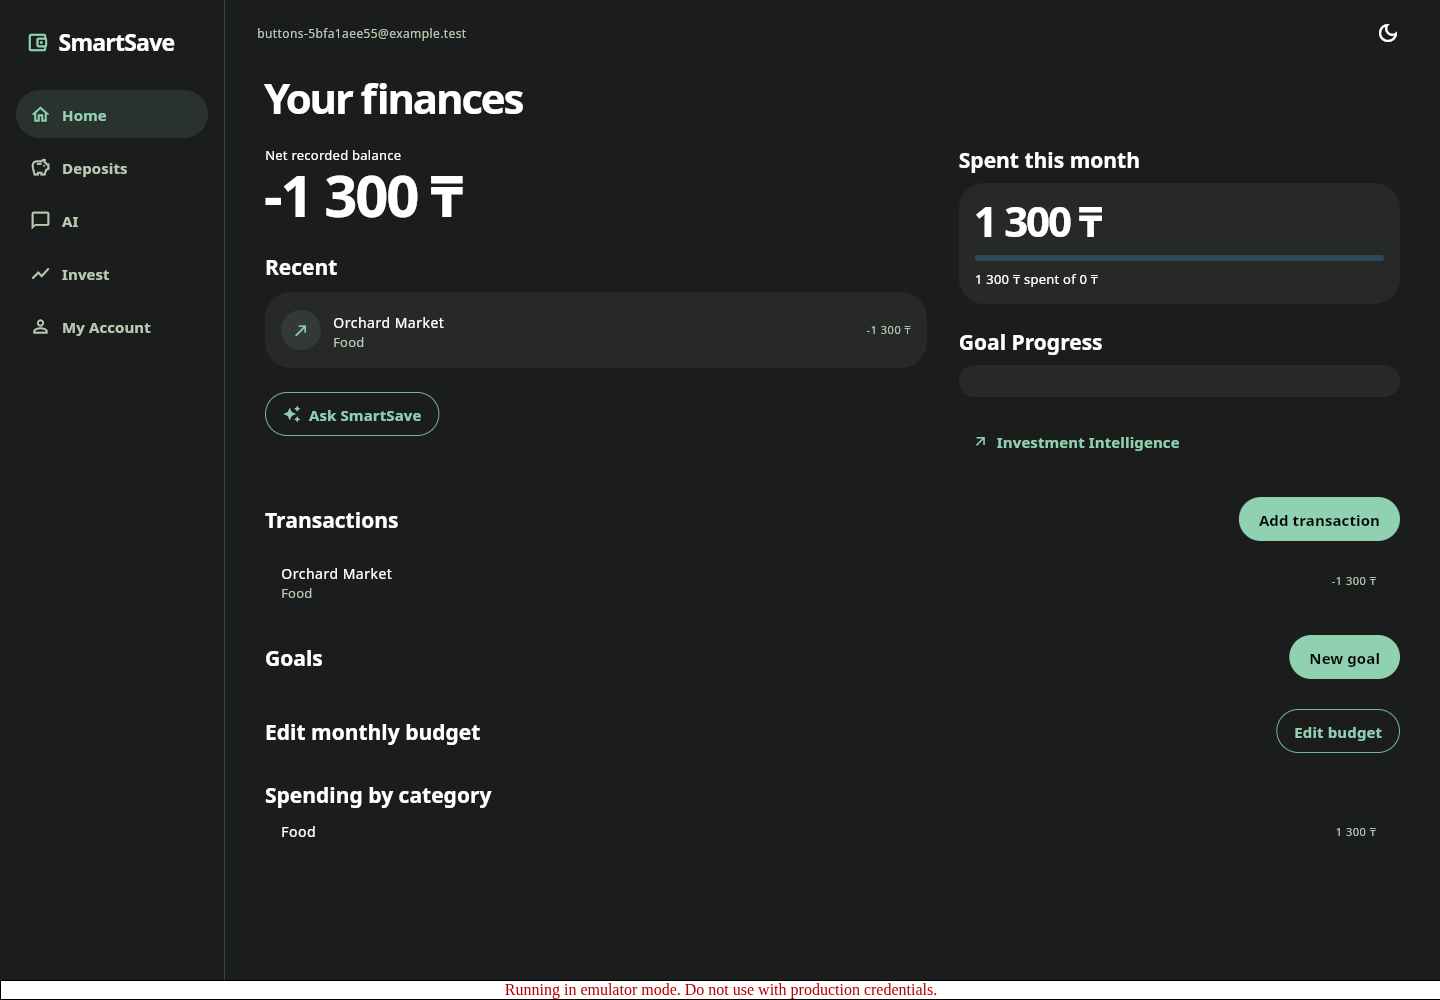 SmartSave
Home
Deposits
AI
Invest
My Account
buttons-5bfa1aee55@example.test
Your finances
Net recorded balance
-1 300 ₸
Recent
Orchard Market
Food
-1 300 ₸
Ask SmartSave
Spent this month
1 300 ₸
1 300 ₸ spent of 0 ₸
Goal Progress
Investment Intelligence
Transactions
Add transaction
Orchard Market
Food
-1 300 ₸
Goals
New goal
Edit monthly budget
Edit budget
Spending by category
Food
1 300 ₸
Running in emulator mode. Do not use with production credentials.